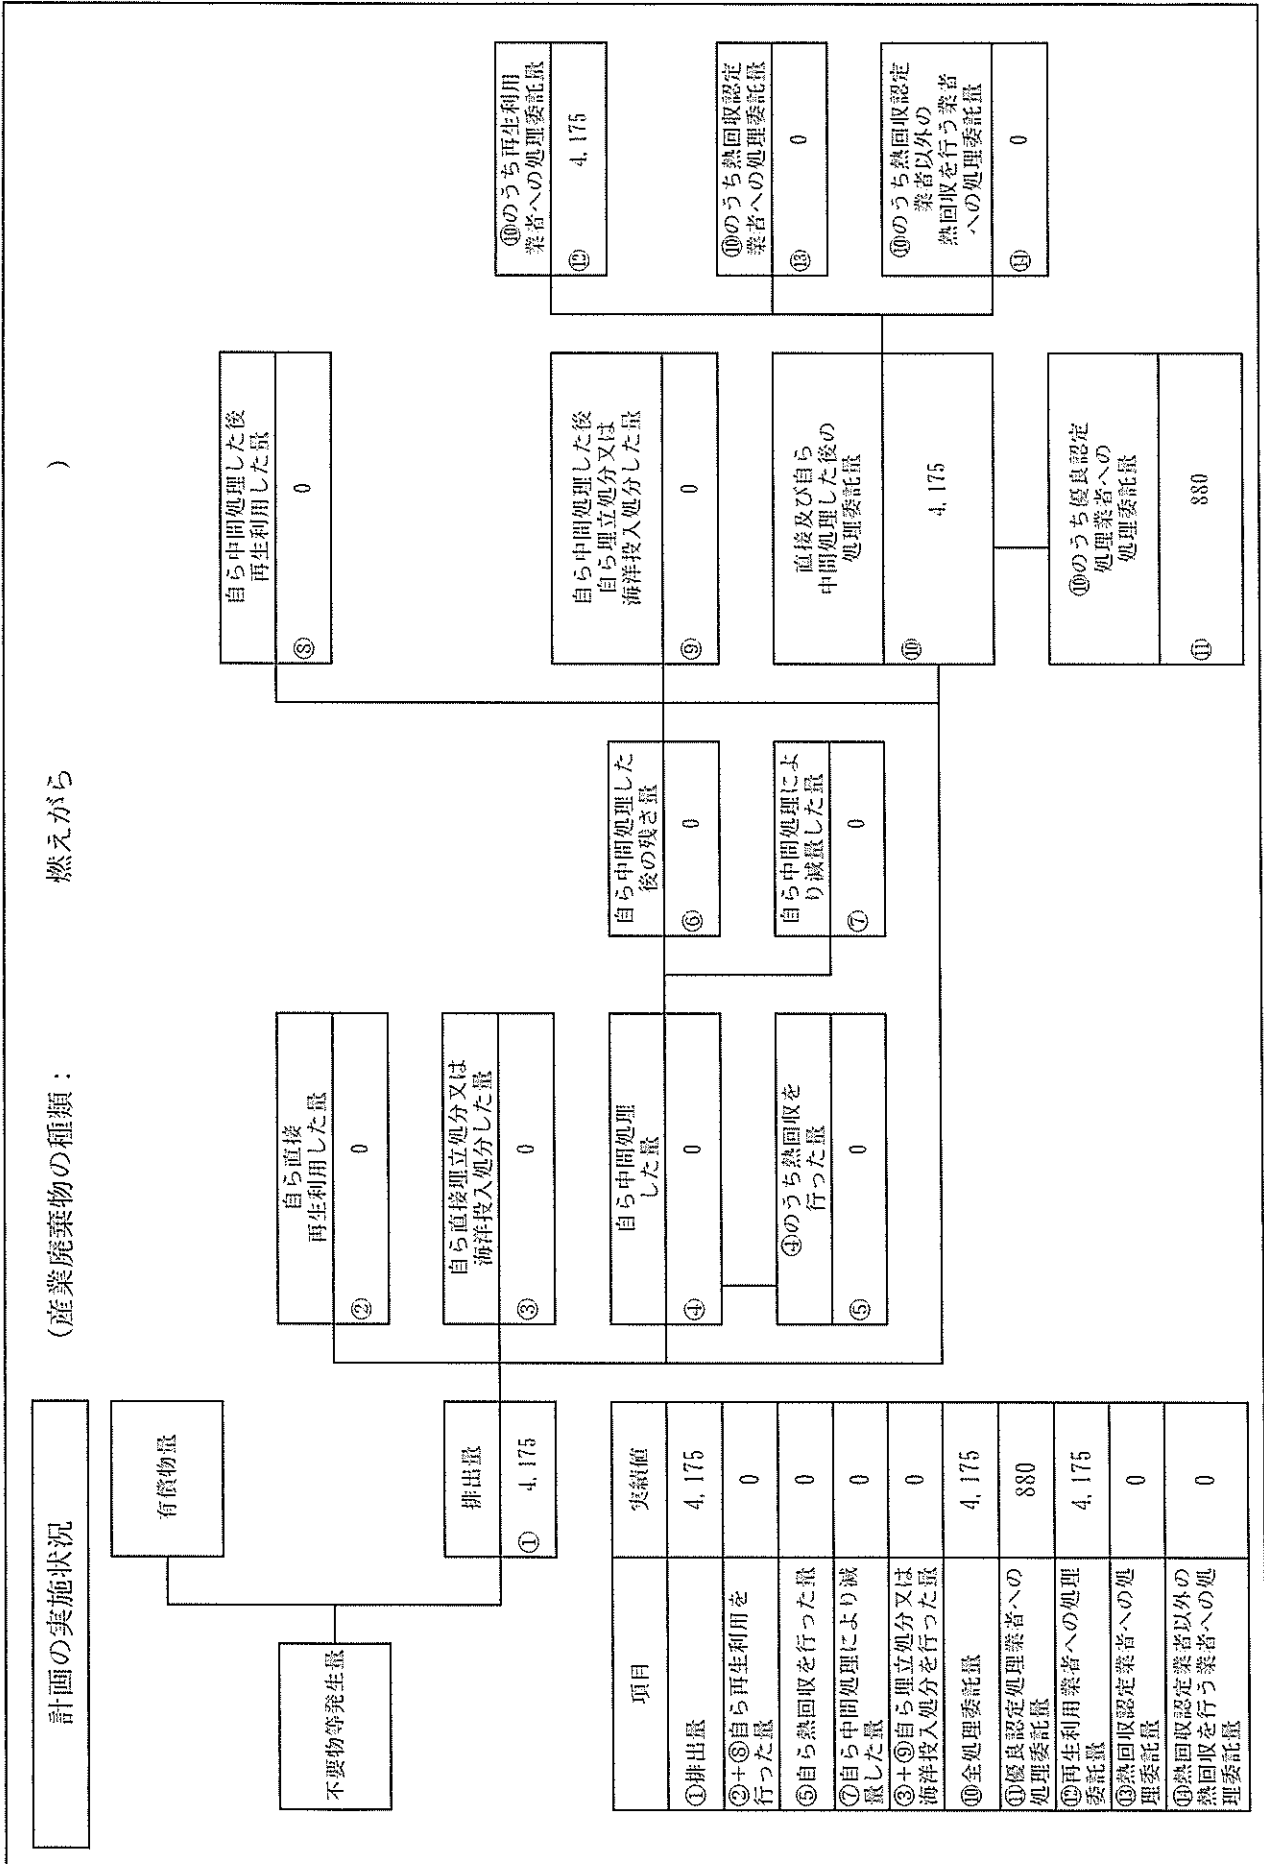 計画の実施状況
(産業廃棄物の種類: 燃えがら )
不要物等発生量
有償物量
排出量
① 4,175
自ら直接
再生利用した量
② 0
自ら直接埋立処分又は
海洋投入処分した量
③ 0
自ら中間処理
した量
④ 0
④のうち熱回収を
行った量
⑤ 0
自ら中間処理した
後の残さ量
⑥ 0
自ら中間処理によ
り減量した量
⑦ 0
自ら中間処理した後
再生利用した量
⑧ 0
自ら中間処理した後
自ら埋立処分又は
海洋投入処分した量
⑨ 0
直接及び自ら
中間処理した後の
処理委託量
⑩ 4,175
⑩のうち優良認定
処理業者への
処理委託量
⑪ 880
⑩のうち再生利用
業者への処理委託量
⑫ 4,175
⑩のうち熱回収認定
業者への処理委託量
⑬ 0
⑩のうち熱回収認定
業者以外の
熱回収を行う業者
への処理委託量
⑭ 0
項目 実績値
①排出量 4,175
②+⑧自ら再生利用を
行った量 0
⑤自ら熱回収を行った量 0
⑦自ら中間処理により減
量した量 0
③+⑨自ら埋立処分又は
海洋投入処分を行った量 0
⑩全処理委託量 4,175
⑪優良認定処理業者への
処理委託量 880
⑫再生利用業者への処理
委託量 4,175
⑬熱回収認定業者への処
理委託量 0
⑭熱回収認定業者以外の
熱回収を行う業者への処
理委託量 0